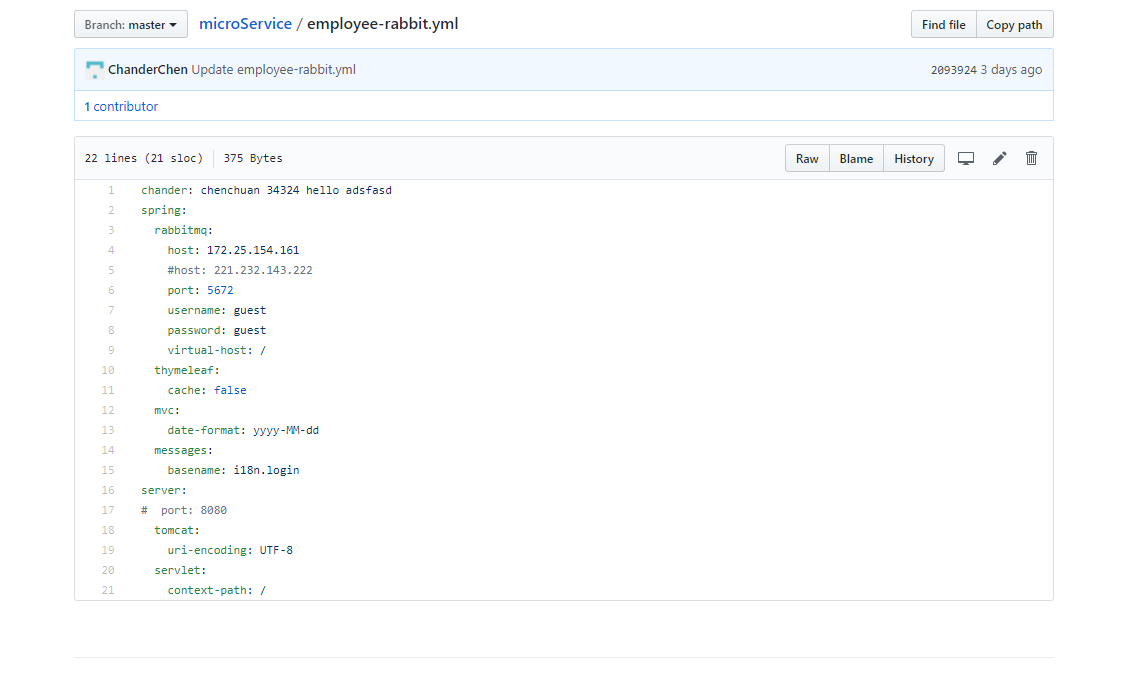 Branch: master microService / employee-rabbit.yml Find file Copy path
ChanderChen Update employee-rabbit.yml 2093924 3 days ago
1 contributor
22 lines (21 sloc) 375 Bytes Raw Blame History
1 chander: chenchuan 34324 hello adsfasd
2 spring:
3 rabbitmq:
4 host: 172.25.154.161
5 #host: 221.232.143.222
6 port: 5672
7 username: guest
8 password: guest
9 virtual-host: /
10 thymeleaf:
11 cache: false
12 mvc:
13 date-format: yyyy-MM-dd
14 messages:
15 basename: i18n.login
16 server:
17 # port: 8080
18 tomcat:
19 uri-encoding: UTF-8
20 servlet:
21 context-path: /